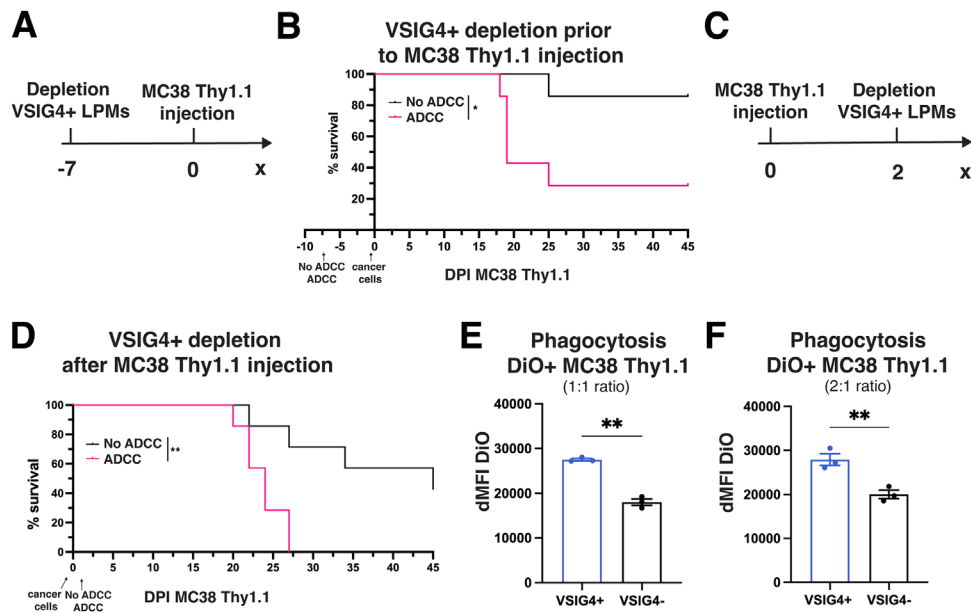 A
Depletion
VSIG4+ LPMs
MC38 Thy1.1
injection
-7
0
x
B
VSIG4+ depletion prior
to MC38 Thy1.1 injection
% survival
100
80
60
40
20
No ADCC
ADCC
*
-10
-5
0
5
10
15
20
25
30
35
40
45
No ADCC
ADCC
cancer
cells
DPI MC38 Thy1.1
C
MC38 Thy1.1
injection
Depletion
VSIG4+ LPMs
0
2
x
D
VSIG4+ depletion
after MC38 Thy1.1 injection
% survival
100
80
60
40
20
0
No ADCC
ADCC
**
0
5
10
15
20
25
30
35
40
45
cancer
cells
No ADCC
ADCC
DPI MC38 Thy1.1
E
Phagocytosis
DiO+ MC38 Thy1.1
(1:1 ratio)
dMFI DiO
40000
30000
20000
10000
0
**
VSIG4+
VSIG4-
F
Phagocytosis
DiO+ MC38 Thy1.1
(2:1 ratio)
dMFI DiO
40000
30000
20000
10000
0
**
VSIG4+
VSIG4-